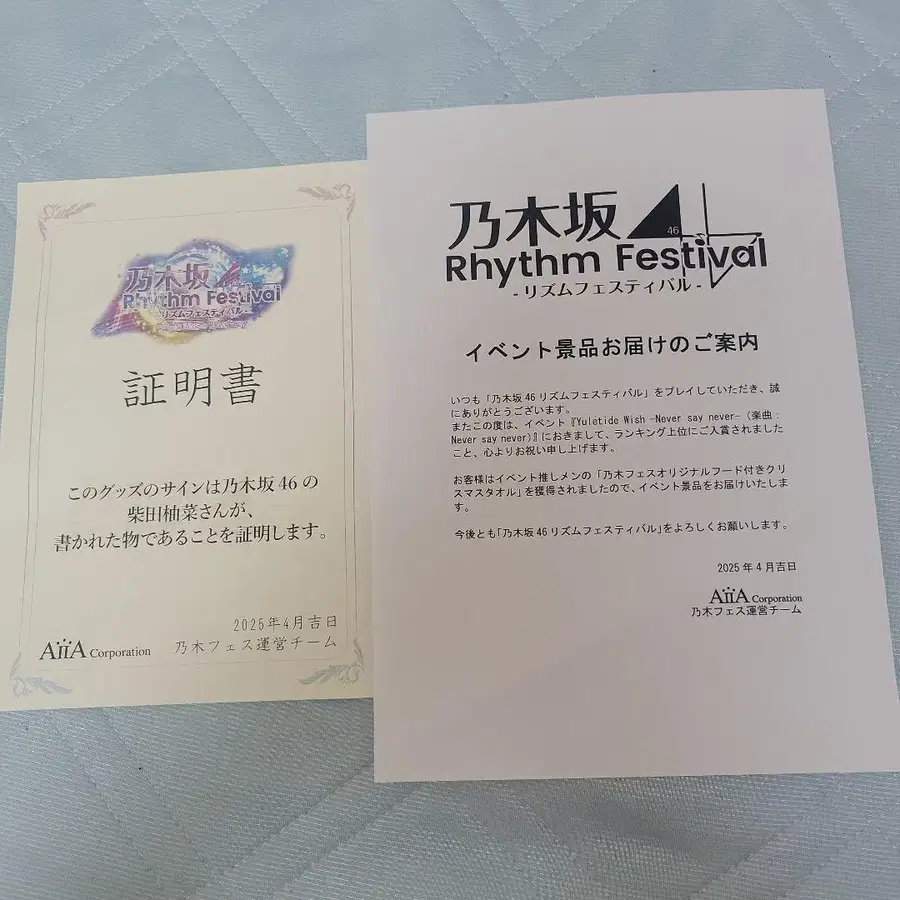 乃木坂
Rhythm Festival
- リズムフェスティバル -
証明書
このグッズのサインは乃木坂46の
柴田柚菜さんが、
書かれた物であることを証明します。
2025年4月吉日
AiiA Corporation 乃木フェス運営チーム
乃木坂 46
Rhythm Festival
- リズムフェスティバル -
イベント景品お届けのご案内
いつも「乃木坂46リズムフェスティバル」をプレイしていただき、誠
にありがとうございます。
またこの度は、イベント『Yuletide Wish -Never say never- (楽曲:
Never say never)』におきまして、ランキング上位にご入賞されました
こと、心よりお祝い申し上げます。
お客様はイベント推しメンの「乃木フェスオリジナルフード付きクリ
スマスタオル」を獲得されましたので、イベント景品をお届けいたしま
す。
今後とも「乃木坂46リズムフェスティバル」をよろしくお願いします。
2025年4月吉日
AiiA Corporation
乃木フェス運営チーム